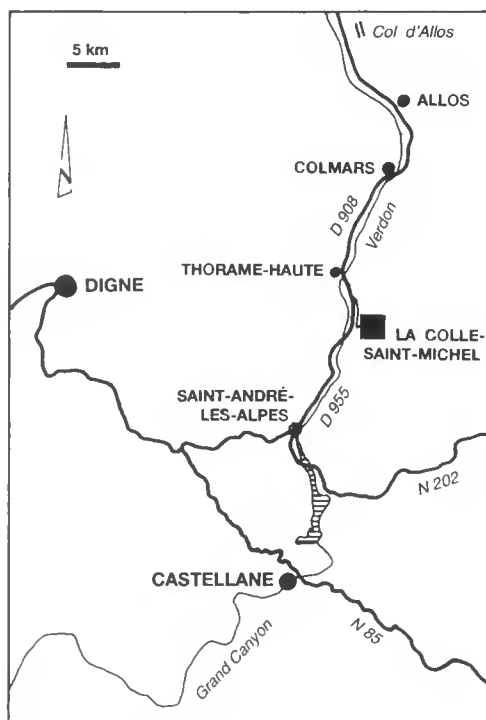 Col d'Allos
5 km
ALLOS
COLMARS
N
D 908
Verdon
THORAME-HAUTE
DIGNE
LA COLLE-
SAINT-MICHEL
SAINT-ANDRÉ-
LES-ALPES
D 955
N 202
CASTELLANE
N 85
Grand Canyon